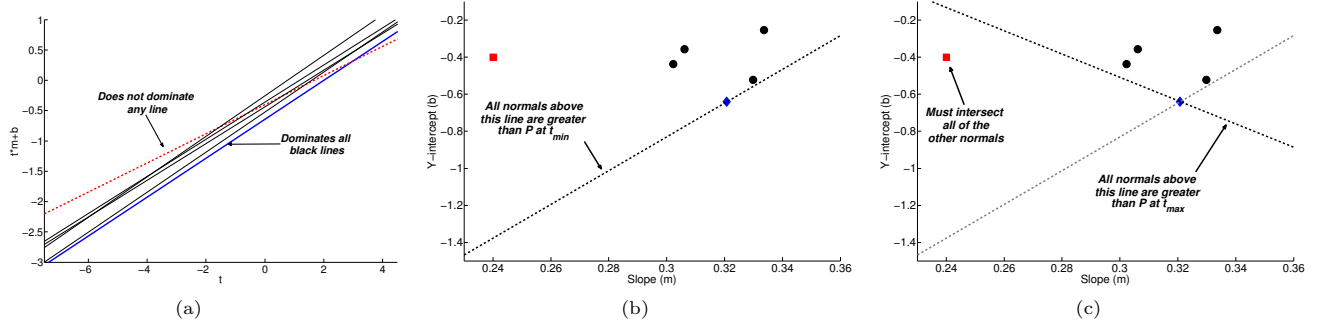 1
0.5
0
−0.5
−1
−1.5
−2
−2.5
−3
t*m+b
Does not dominate
any line
Dominates all
black lines
−6 −4 −2 0 2 4
t
(a)
−0.2
−0.4
−0.6
−0.8
−1
−1.2
−1.4
Y−intercept (b)
All normals above
this line are greater
than P at t_min
0.24 0.26 0.28 0.30 0.32 0.34 0.36
Slope (m)
(b)
−0.2
−0.4
−0.6
−0.8
−1
−1.2
−1.4
Y−intercept (b)
Must intersect
all of the
other normals
All normals above
this line are greater
than P at t_max
0.24 0.26 0.28 0.30 0.32 0.34 0.36
Slope (m)
(c)